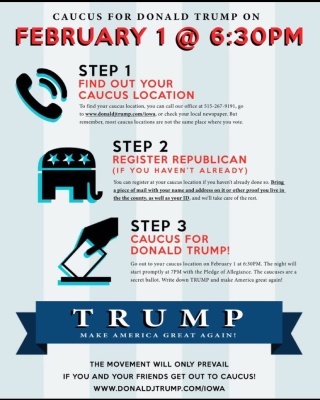 CAUCUS FOR DONALD TRUMP ON
FEBRUARY 1 @ 6:30PM
STEP 1
FIND OUT YOUR
CAUCUS LOCATION
To find your caucus location, you can call our office at 515-267-9191, go
to www.donaldjtrump.com/iowa, or check your local newspaper. But
remember, most caucus locations are not the same place where you vote.
STEP 2
REGISTER REPUBLICAN
(IF YOU HAVEN'T ALREADY)
You can register at your caucus location if you haven't already done so. Bring
a piece of mail with your name and address on it or other proof you live in
the the county, as well as your ID, and we'll take care of the rest.
STEP 3
CAUCUS FOR
DONALD TRUMP!
Go out to your caucus location on February 1 at 6:30PM. The night will
start promptly at 7PM with the Pledge of Allegiance. The caucuses are a
secret ballot. Write down TRUMP and make America great again!
TRUMP
MAKE AMERICA GREAT AGAIN!
THE MOVEMENT WILL ONLY PREVAIL
IF YOU AND YOUR FRIENDS GET OUT TO CAUCUS!
WWW.DONALDJTRUMP.COM/IOWA